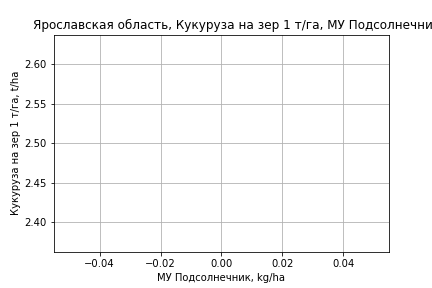 Ярославская область, Кукуруза на зер 1 т/га, МУ Подсолнечни
Кукуруза на зер 1 т/га, t/ha
2.60
2.55
2.50
2.45
2.40
−0.04 −0.02 0.00 0.02 0.04
МУ Подсолнечник, kg/ha